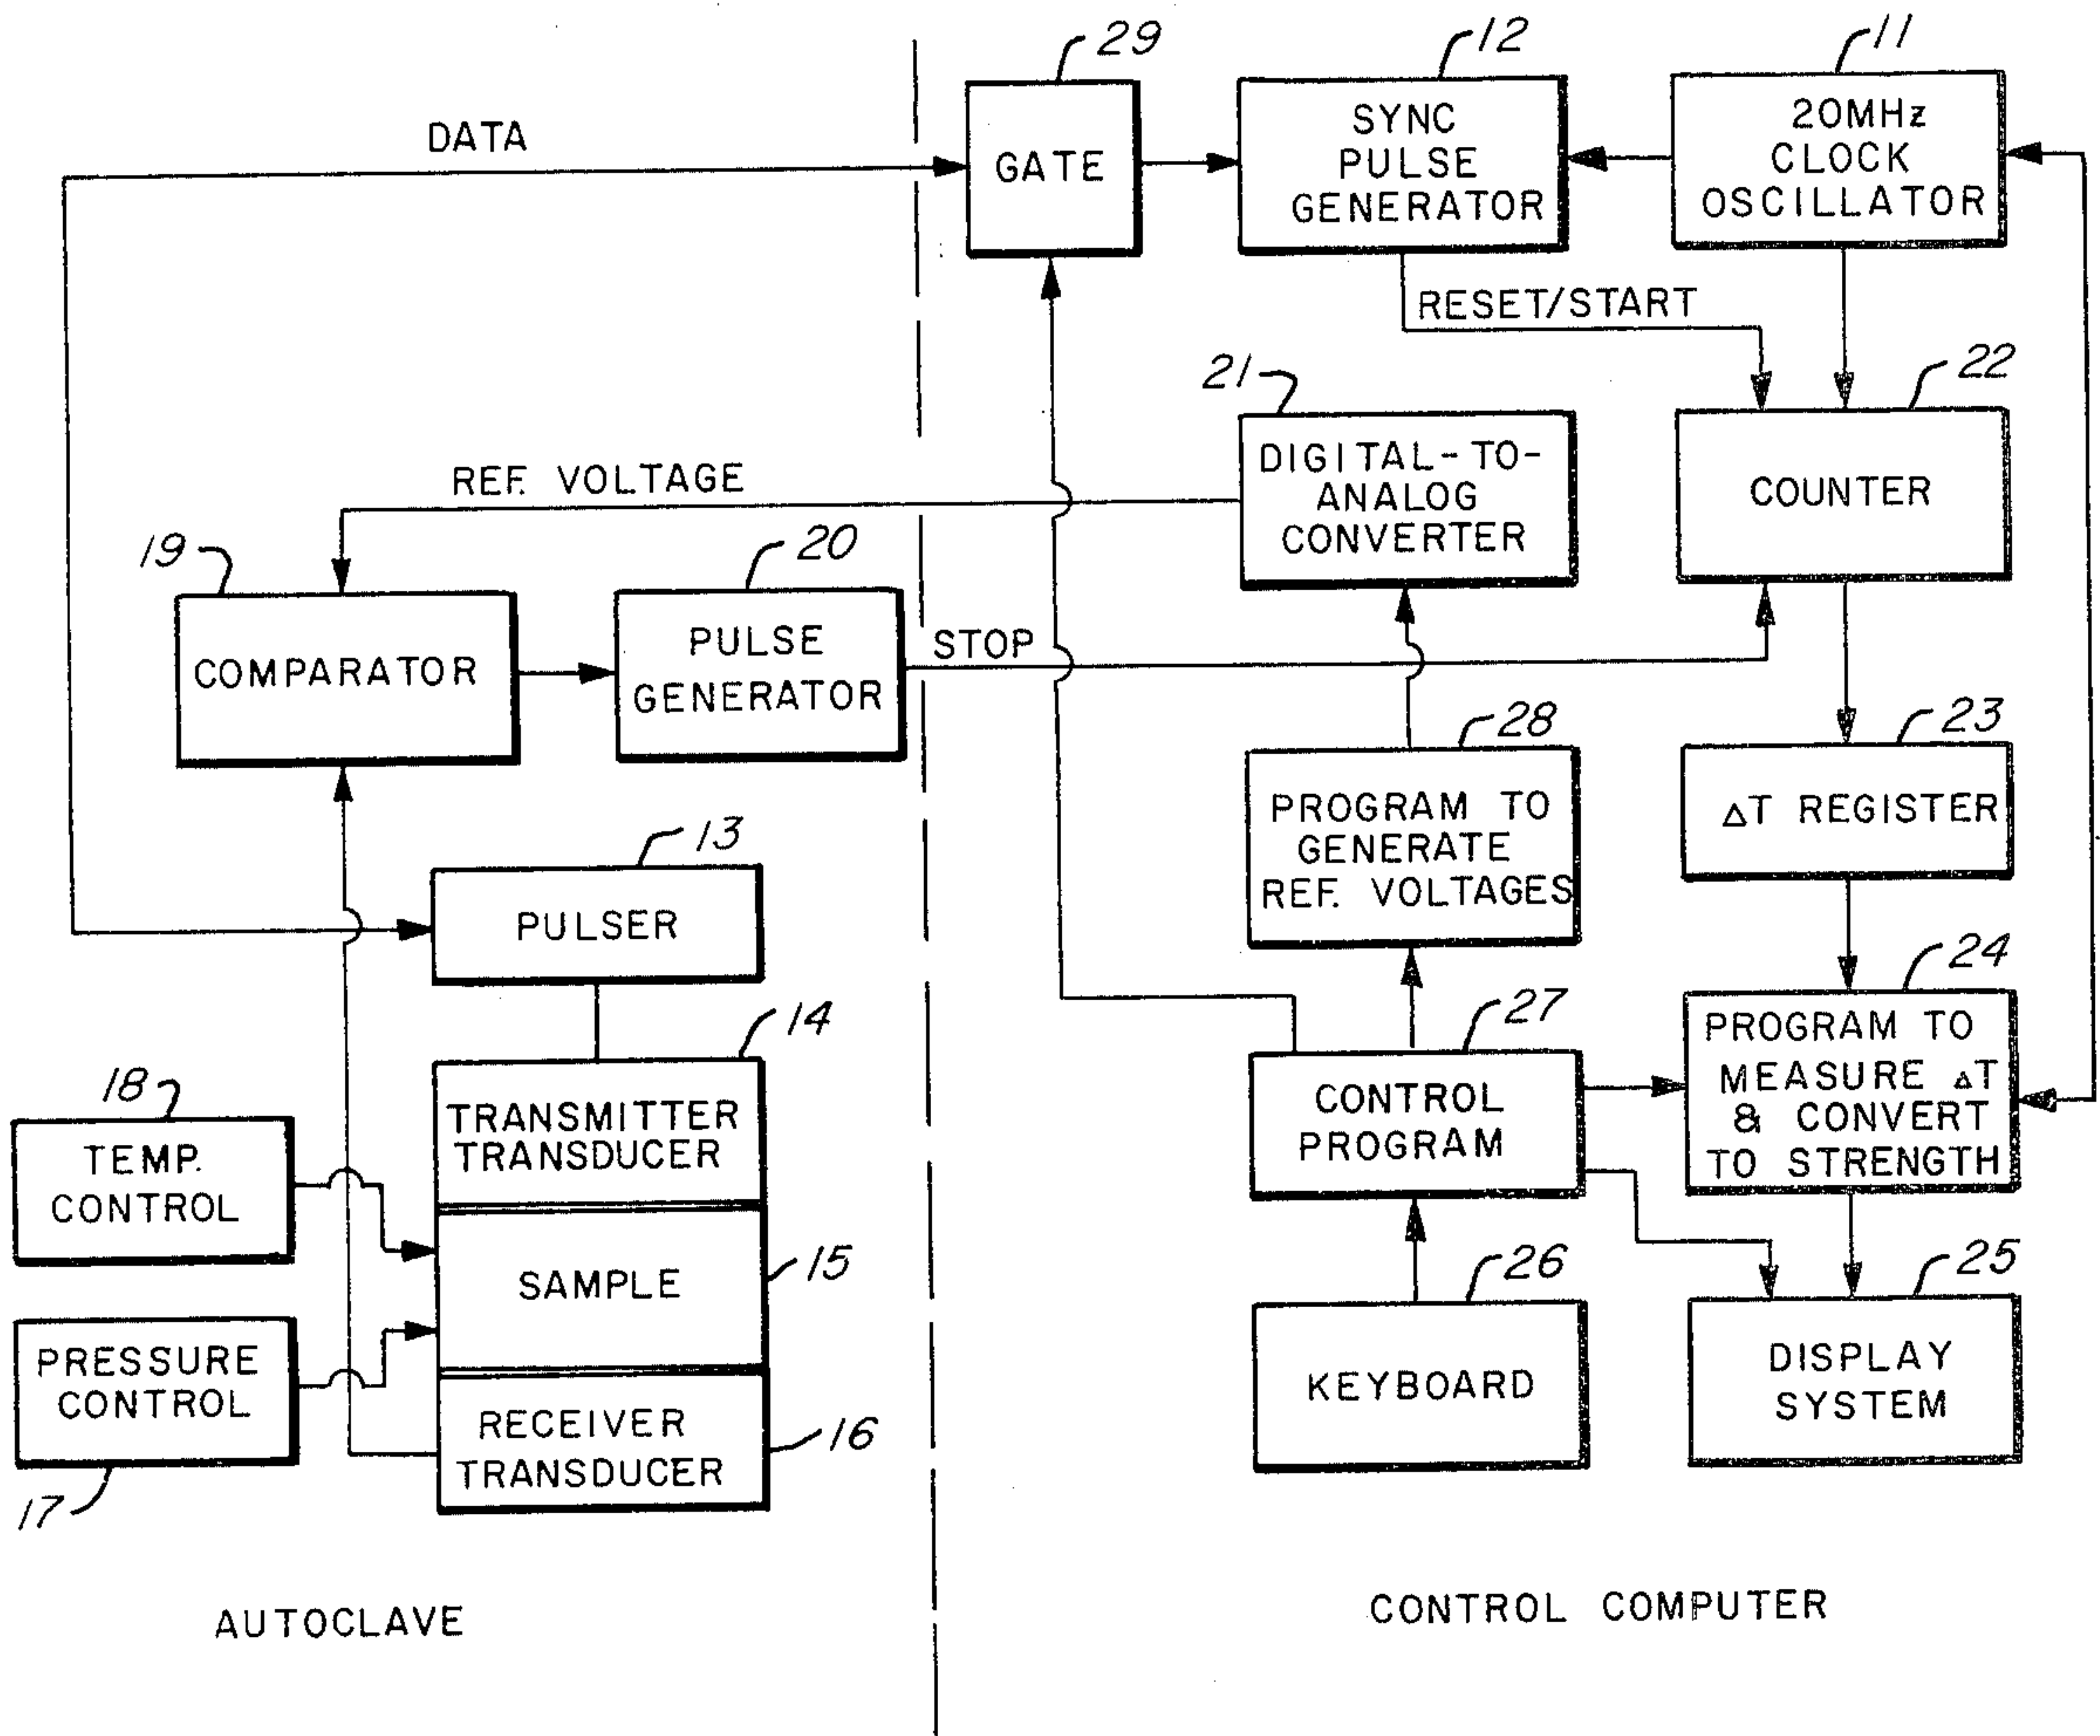 29
12
11
DATA
GATE
SYNC
PULSE
GENERATOR
20MHz
CLOCK
OSCILLATOR
RESET/START
21
22
REF. VOLTAGE
DIGITAL-TO-
ANALOG
CONVERTER
COUNTER
19
20
COMPARATOR
PULSE
GENERATOR
STOP
28
23
PROGRAM TO
GENERATE
REF. VOLTAGES
ΔT REGISTER
13
PULSER
14
27
24
18
TEMP.
CONTROL
TRANSMITTER
TRANSDUCER
CONTROL
PROGRAM
PROGRAM TO
MEASURE ΔT
& CONVERT
TO STRENGTH
SAMPLE
15
26
25
PRESSURE
CONTROL
17
RECEIVER
TRANSDUCER
16
KEYBOARD
DISPLAY
SYSTEM
AUTOCLAVE
CONTROL COMPUTER